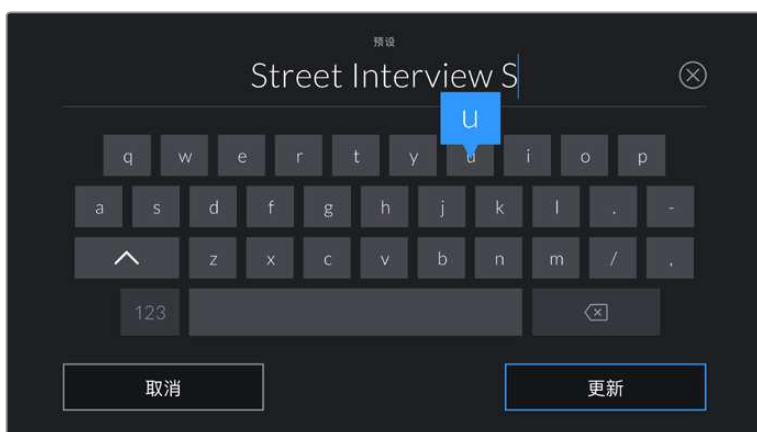 预设
Street Interview S
u
q w e r t y u i o p
a s d f g h j k l . -
z x c v b n m / ,
123
取消 更新